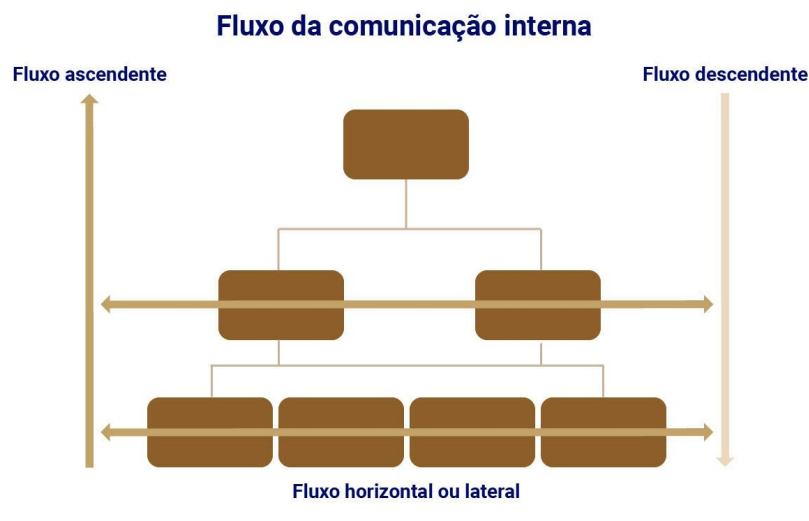 Fluxo da comunicação interna
Fluxo ascendente
Fluxo descendente
Fluxo horizontal ou lateral